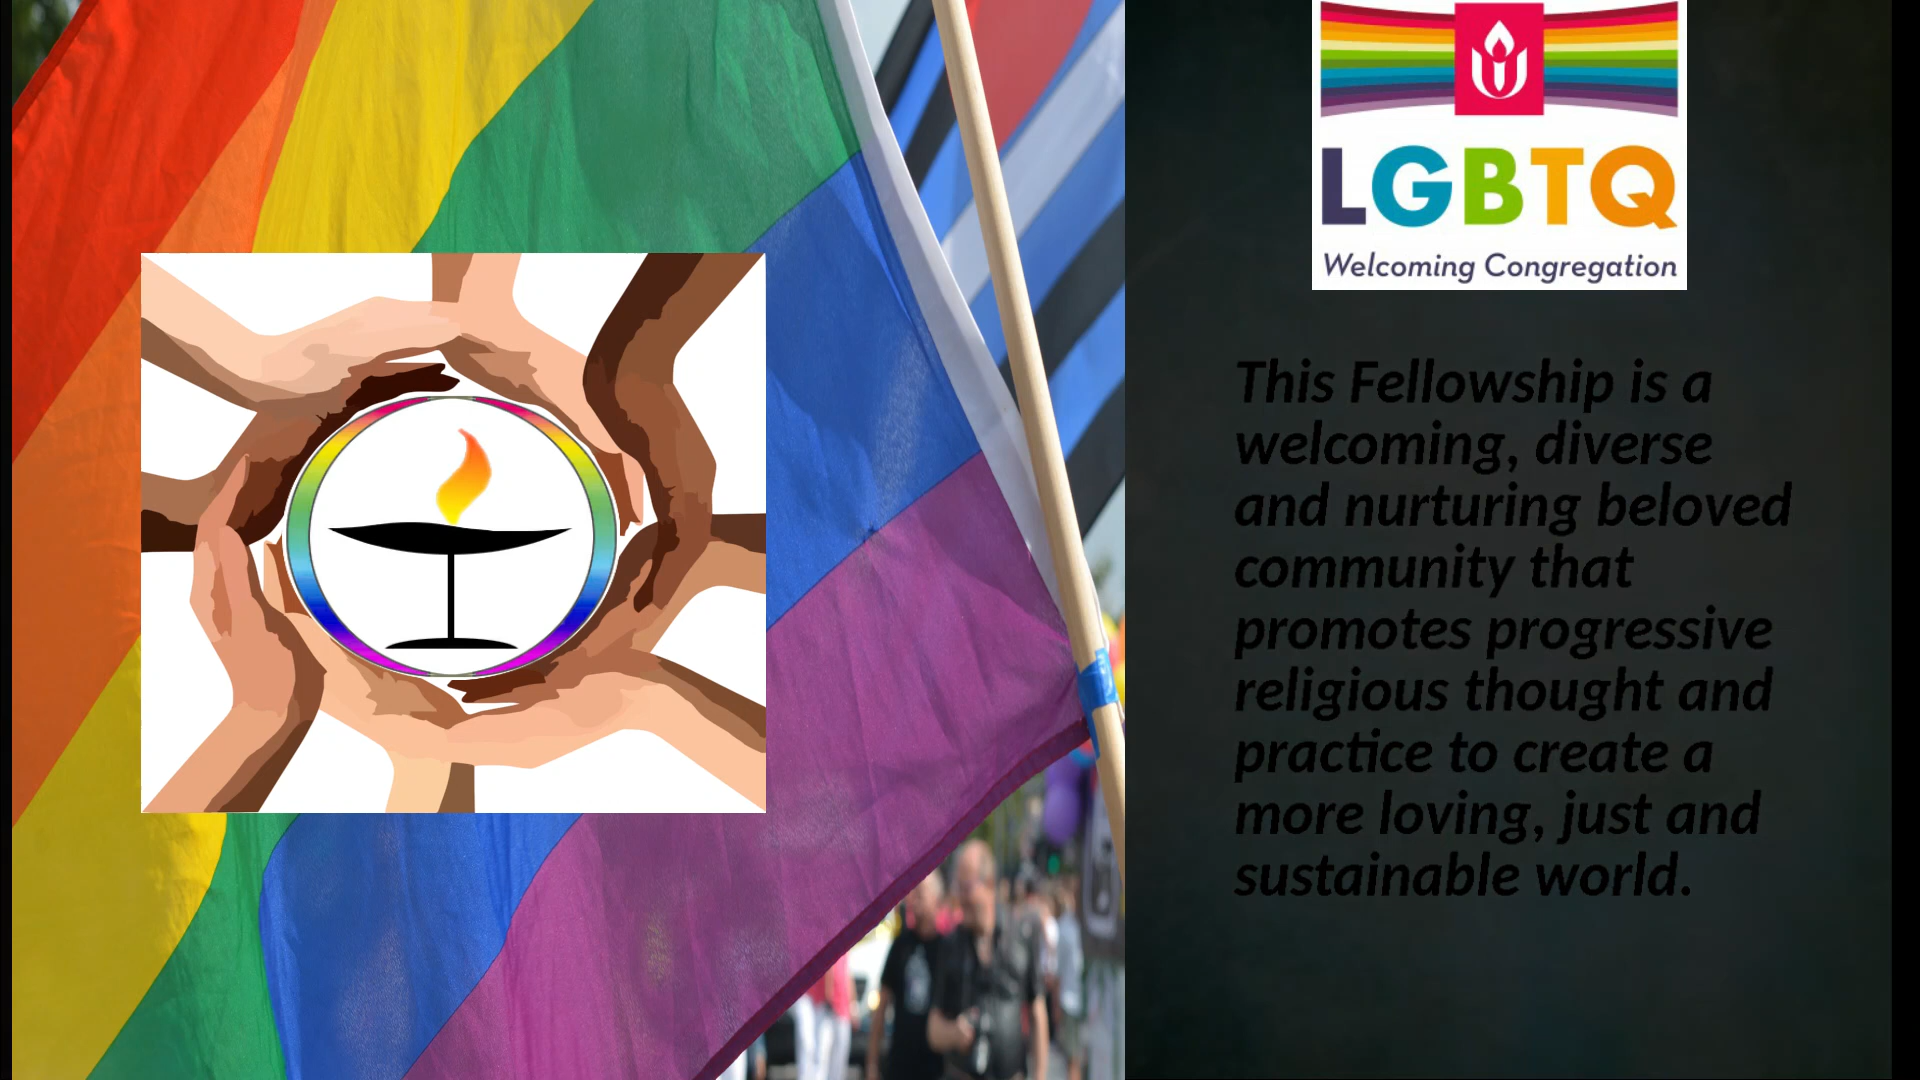 LGBTQ
Welcoming Congregation
This Fellowship is a
welcoming, diverse
and nurturing beloved
community that
promotes progressive
religious thought and
practice to create a
more loving, just and
sustainable world.